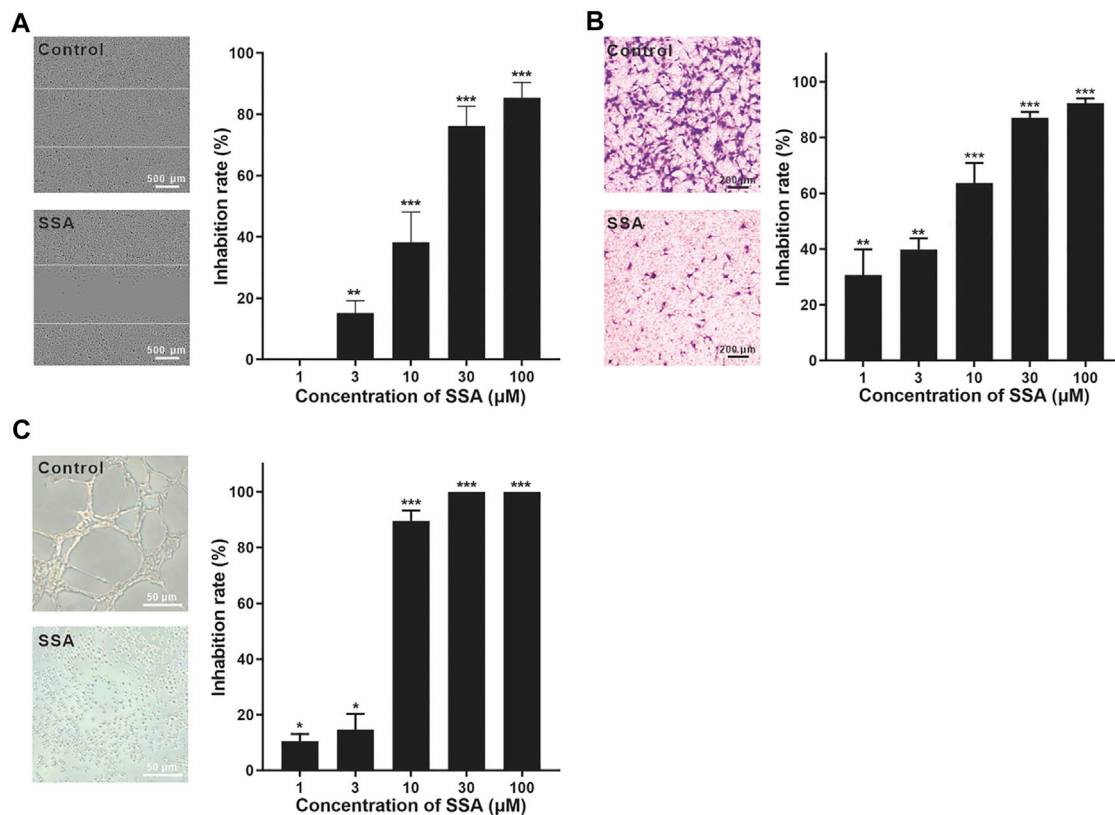 A
Control
500 μm
SSA
500 μm
Inhabition rate (%)
100
80
60
40
20
0
**
***
***
***
1 3 10 30 100
Concentration of SSA (μM)
B
Control
200 μm
SSA
200 μm
Inhabition rate (%)
100
80
60
40
20
0
**
**
***
***
***
1 3 10 30 100
Concentration of SSA (μM)
C
Control
50 μm
SSA
50 μm
Inhabition rate (%)
100
80
60
40
20
0
*
*
***
***
***
1 3 10 30 100
Concentration of SSA (μM)